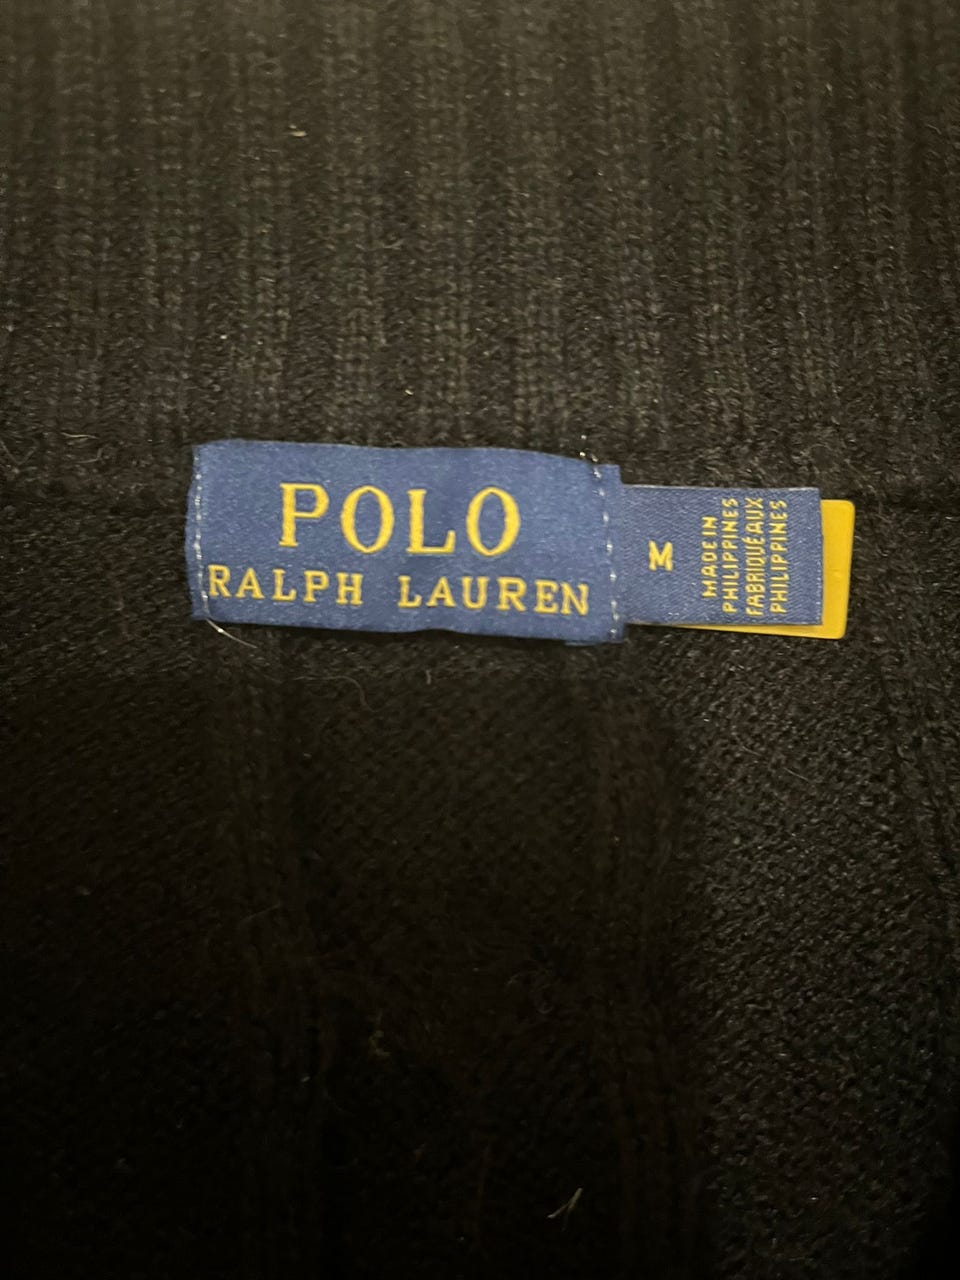 POLO
RALPH LAUREN
M
MADE IN
PHILIPPINES
FABRIQUÉ AUX
PHILIPPINES